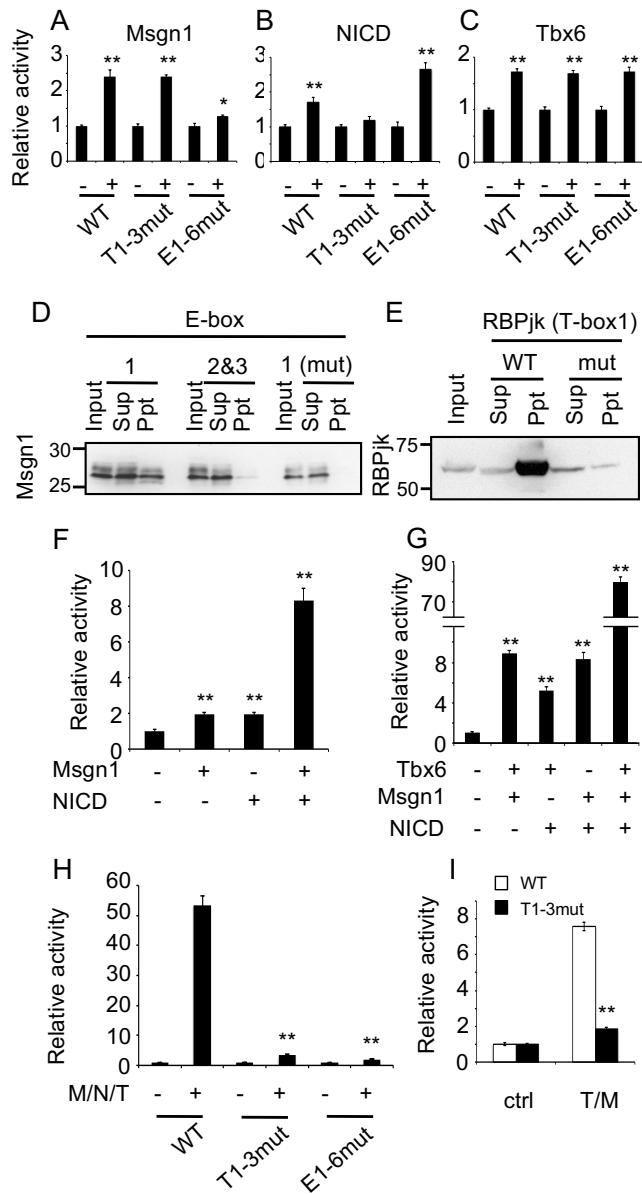 A B C
Msgn1 NICD Tbx6
Relative activity
3 2 1 0
** ** *
- + - + - +
WT T1-3mut E1-6mut
3 2 1 0
** **
- + - + - +
WT T1-3mut E1-6mut
2 1 0
** ** **
- + - + - +
WT T1-3mut E1-6mut
D
E-box
1 2&3 1 (mut)
Input Sup Ppt Input Sup Ppt Input Sup Ppt
Msgn1
30
25
E
RBPjk (T-box1)
WT mut
Input Sup Ppt Sup Ppt
RBPjk
75
50
F
Relative activity
10
8
6
4
2
0
** ** **
Msgn1 - + - +
NICD - - + +
G
Relative activity
90
70
12
8
4
0
** ** ** **
Tbx6 - + + - +
Msgn1 - + - + +
NICD - - + + +
H
Relative activity
60
50
40
30
20
10
0
** **
M/N/T - + - + - +
WT T1-3mut E1-6mut
I
WT
T1-3mut
Relative activity
8
6
4
2
0
**
ctrl T/M